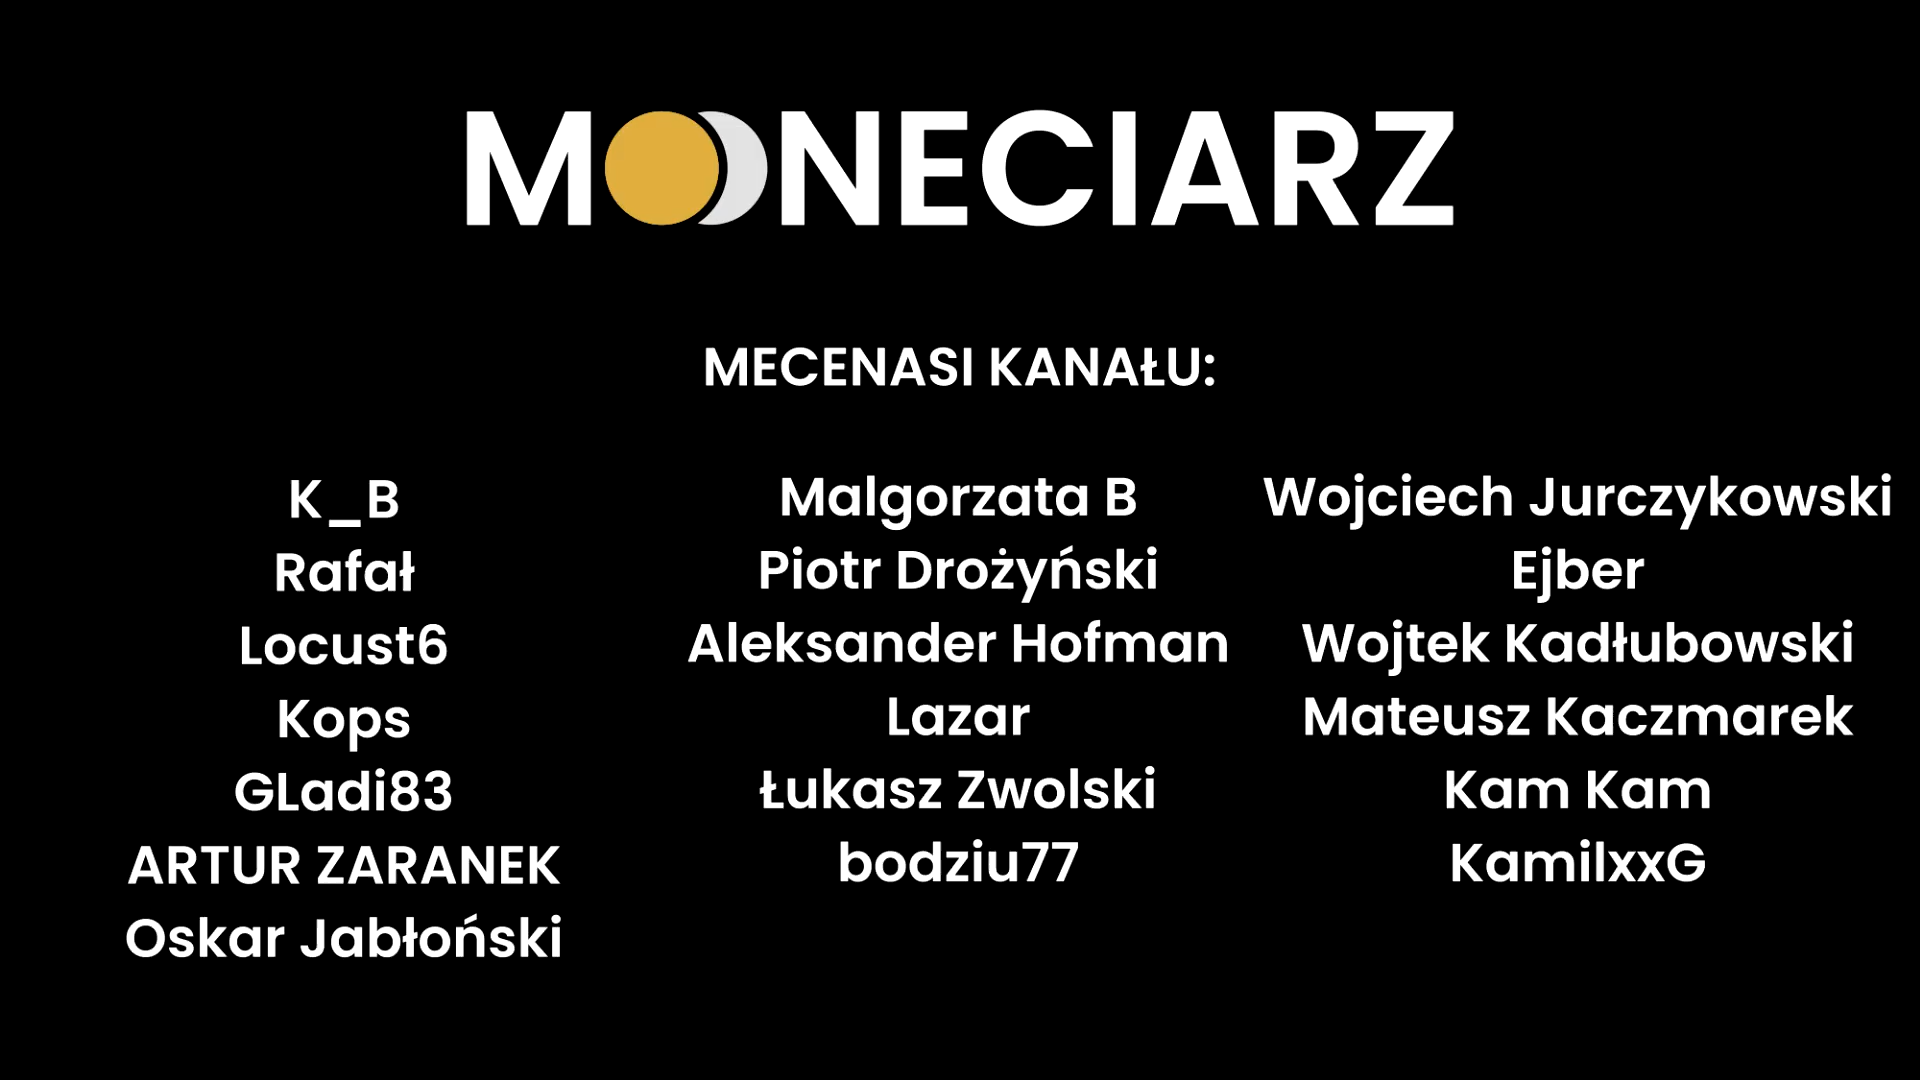 MOONECIARZ
MECENASI KANAŁU:
K_B
Rafał
Locust6
Kops
GLadi83
ARTUR ZARANEK
Oskar Jabłoński
Malgorzata B
Piotr Drożyński
Aleksander Hofman
Lazar
Łukasz Zwolski
bodziu77
Wojciech Jurczykowski
Ejber
Wojtek Kadłubowski
Mateusz Kaczmarek
Kam Kam
KamilxxG